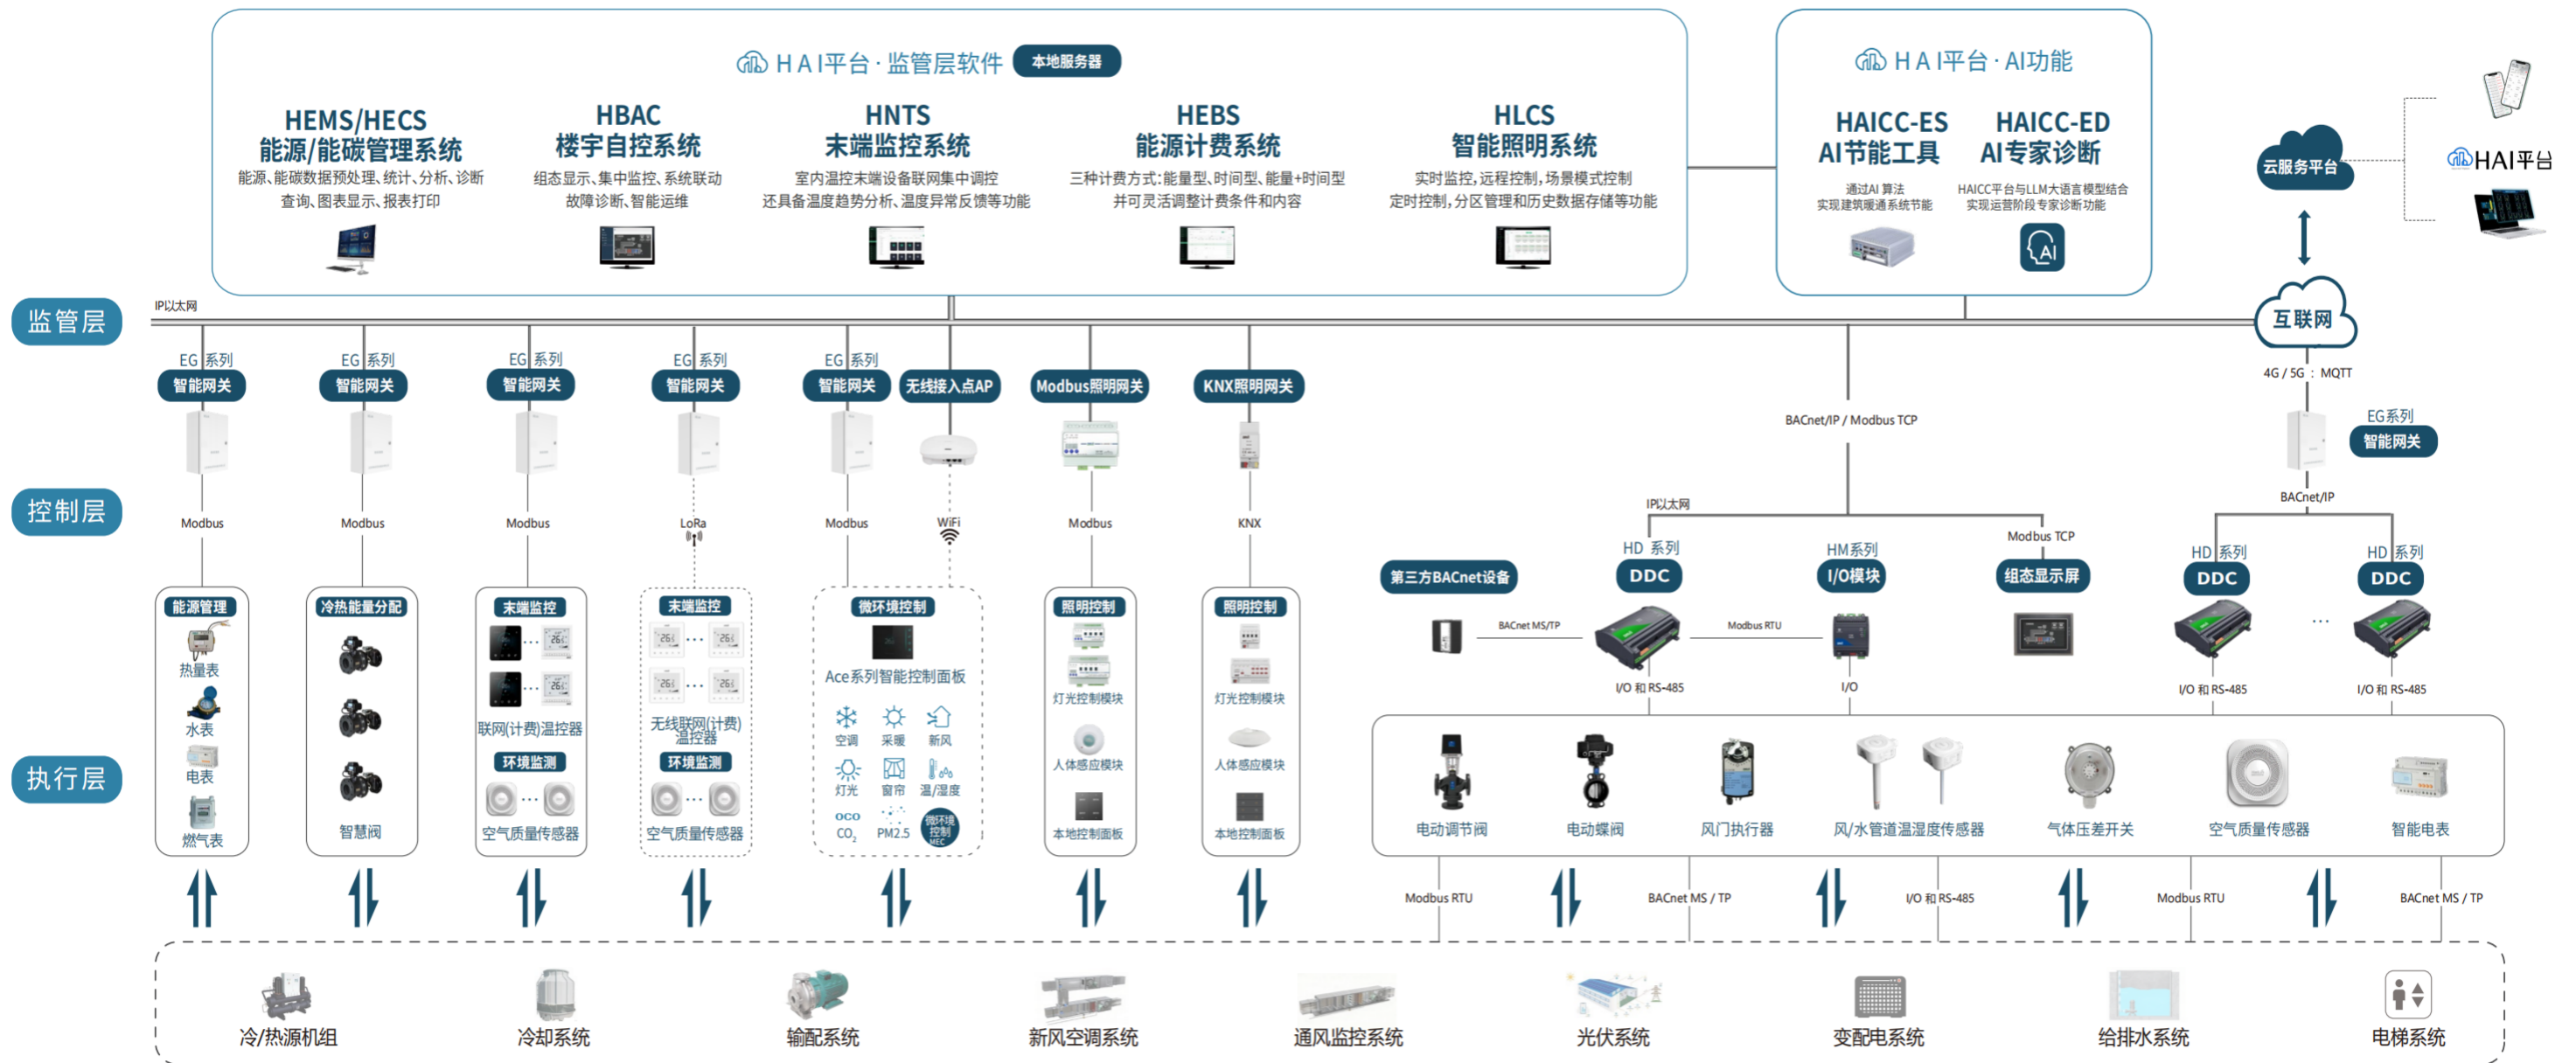 HAI平台·监管层软件 本地服务器
HEMS/HECS
能源/能碳管理系统
能源、能碳数据预处理、统计、分析、诊断
查询、图表显示、报表打印
HBAC
楼宇自控系统
组态显示、集中监控、系统联动
故障诊断、智能运维
HNTS
末端监控系统
室内温控末端设备联网集中调控
还具备温度趋势分析、温度异常反馈等功能
HEBS
能源计费系统
三种计费方式：能量型、时间型、能量+时间型
并可灵活调整计费条件和内容
HLCS
智能照明系统
实时监控，远程控制，场景模式控制
定时控制，分区管理和历史数据存储等功能
HAI平台·AI功能
HAICC-ES
AI节能工具
通过AI 算法
实现建筑暖通系统节能
HAICC-ED
AI专家诊断
HAICC平台与LLM大语言模型结合
实现运营阶段专家诊断功能
AI
云服务平台
HAI平台
监管层
IP以太网
互联网
EG 系列
智能网关
EG 系列
智能网关
EG 系列
智能网关
EG 系列
智能网关
EG 系列
智能网关
无线接入点AP
Modbus照明网关
KNX照明网关
BACnet/IP / Modbus TCP
4G / 5G : MQTT
EG系列
智能网关
控制层
Modbus
Modbus
Modbus
LoRa
Modbus
WiFi
Modbus
KNX
IP以太网
BACnet/IP
Modbus TCP
第三方BACnet设备
HD 系列
DDC
HM系列
I/O模块
组态显示屏
HD 系列
DDC
HD 系列
DDC
BACnet MS/TP
Modbus RTU
...
I/O 和 RS-485
I/O
I/O 和 RS-485
I/O 和 RS-485
执行层
能源管理
热量表
水表
电表
燃气表
冷热能量分配
智慧阀
末端监控
联网(计费)温控器
环境监测
空气质量传感器
末端监控
无线联网(计费)
温控器
环境监测
空气质量传感器
微环境控制
Ace系列智能控制面板
空调
采暖
新风
灯光
窗帘
温/湿度
CO2
PM2.5
微环境
控制
MEC
照明控制
灯光控制模块
人体感应模块
本地控制面板
照明控制
灯光控制模块
人体感应模块
本地控制面板
电动调节阀
电动蝶阀
风门执行器
风/水管道温湿度传感器
气体压差开关
空气质量传感器
智能电表
Modbus RTU
BACnet MS / TP
I/O 和 RS-485
Modbus RTU
BACnet MS / TP
冷/热源机组
冷却系统
输配系统
新风空调系统
通风监控系统
光伏系统
变配电系统
给排水系统
电梯系统